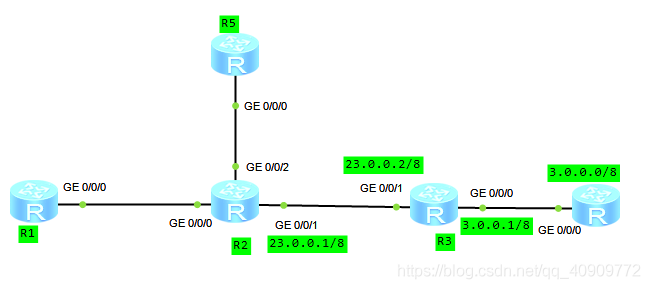 R5
R
GE 0/0/0
GE 0/0/2
23.0.0.2/8
3.0.0.0/8
GE 0/0/0
GE 0/0/1
GE 0/0/0
R
R
R
R
GE 0/0/0
GE 0/0/1
3.0.0.1/8
GE 0/0/0
R1
R2
23.0.0.1/8
R3
https://blog.csdn.net/qq_40909772